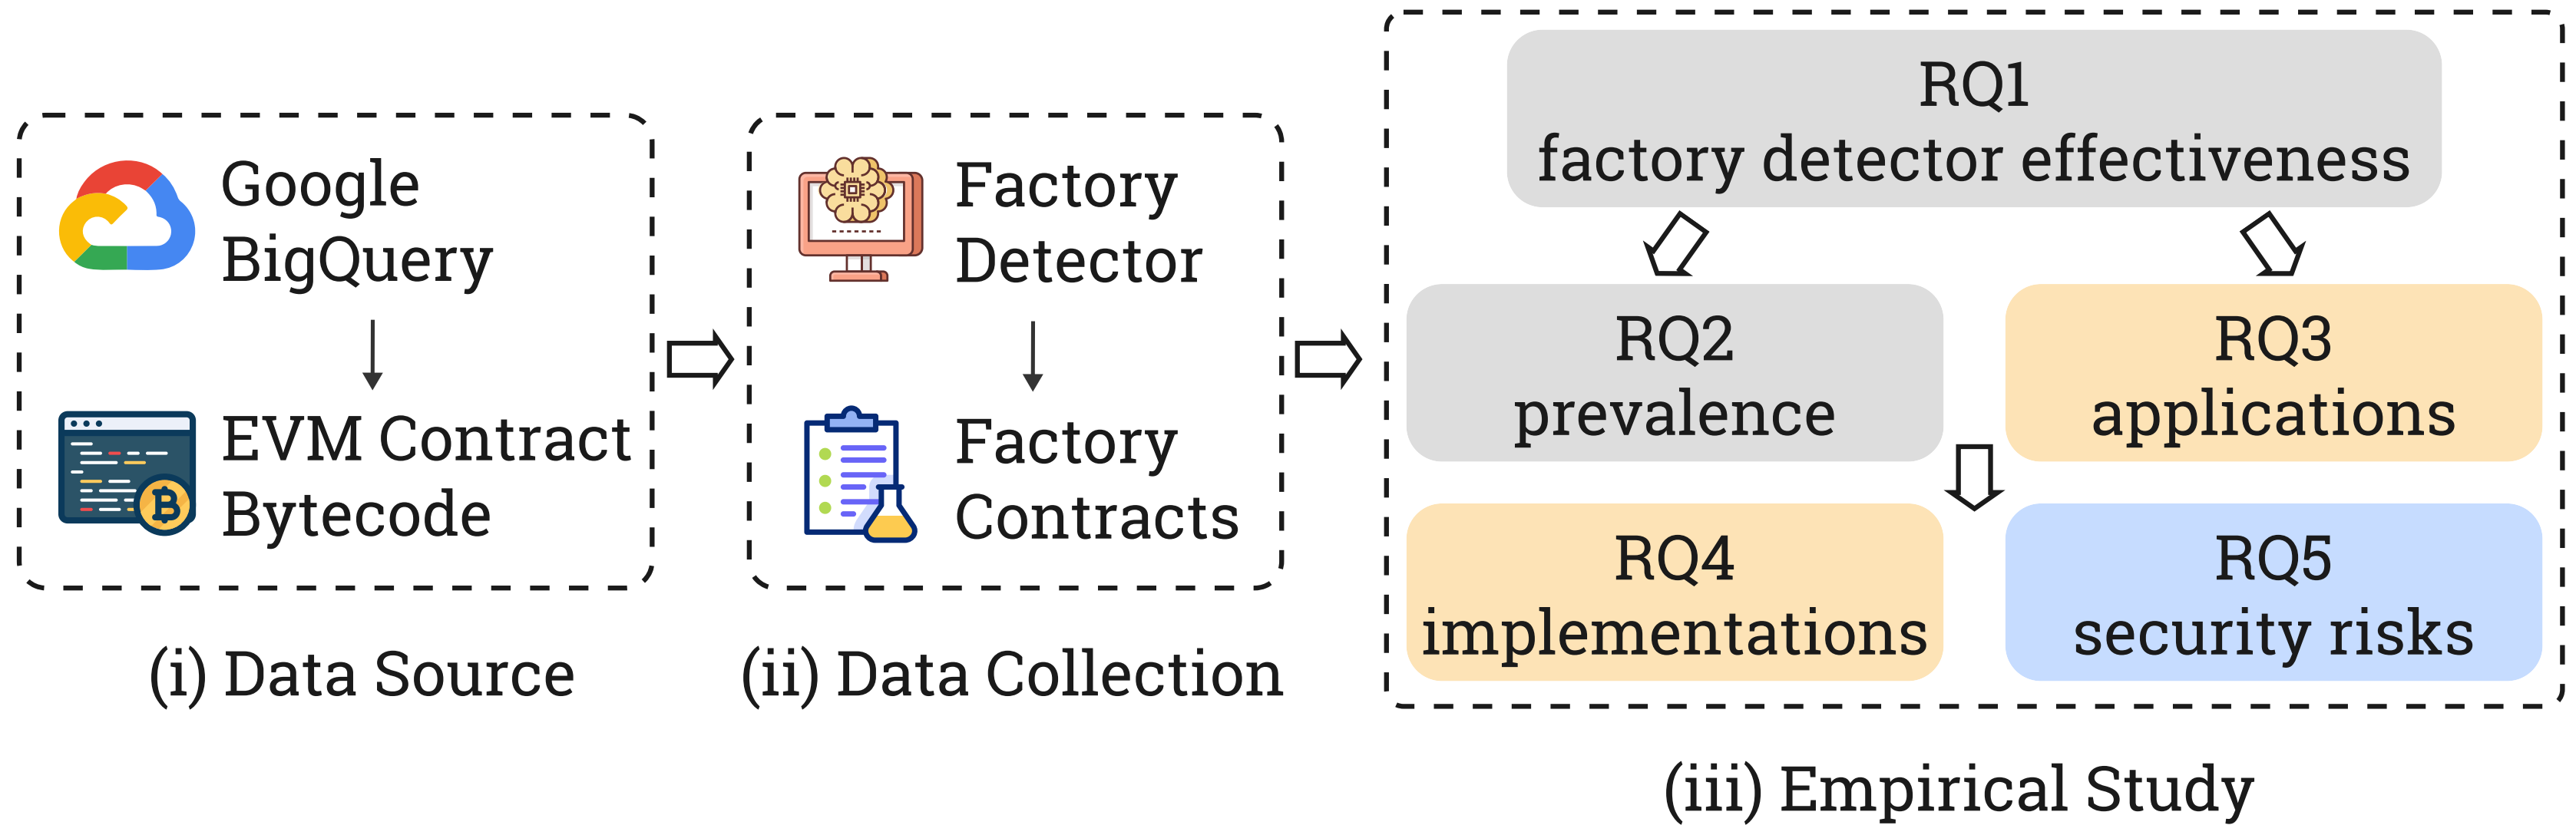 Google
BigQuery
EVM Contract
Bytecode
(i) Data Source
Factory
Detector
Factory
Contracts
(ii) Data Collection
RQ1
factory detector effectiveness
RQ2
prevalence
RQ3
applications
RQ4
implementations
RQ5
security risks
(iii) Empirical Study